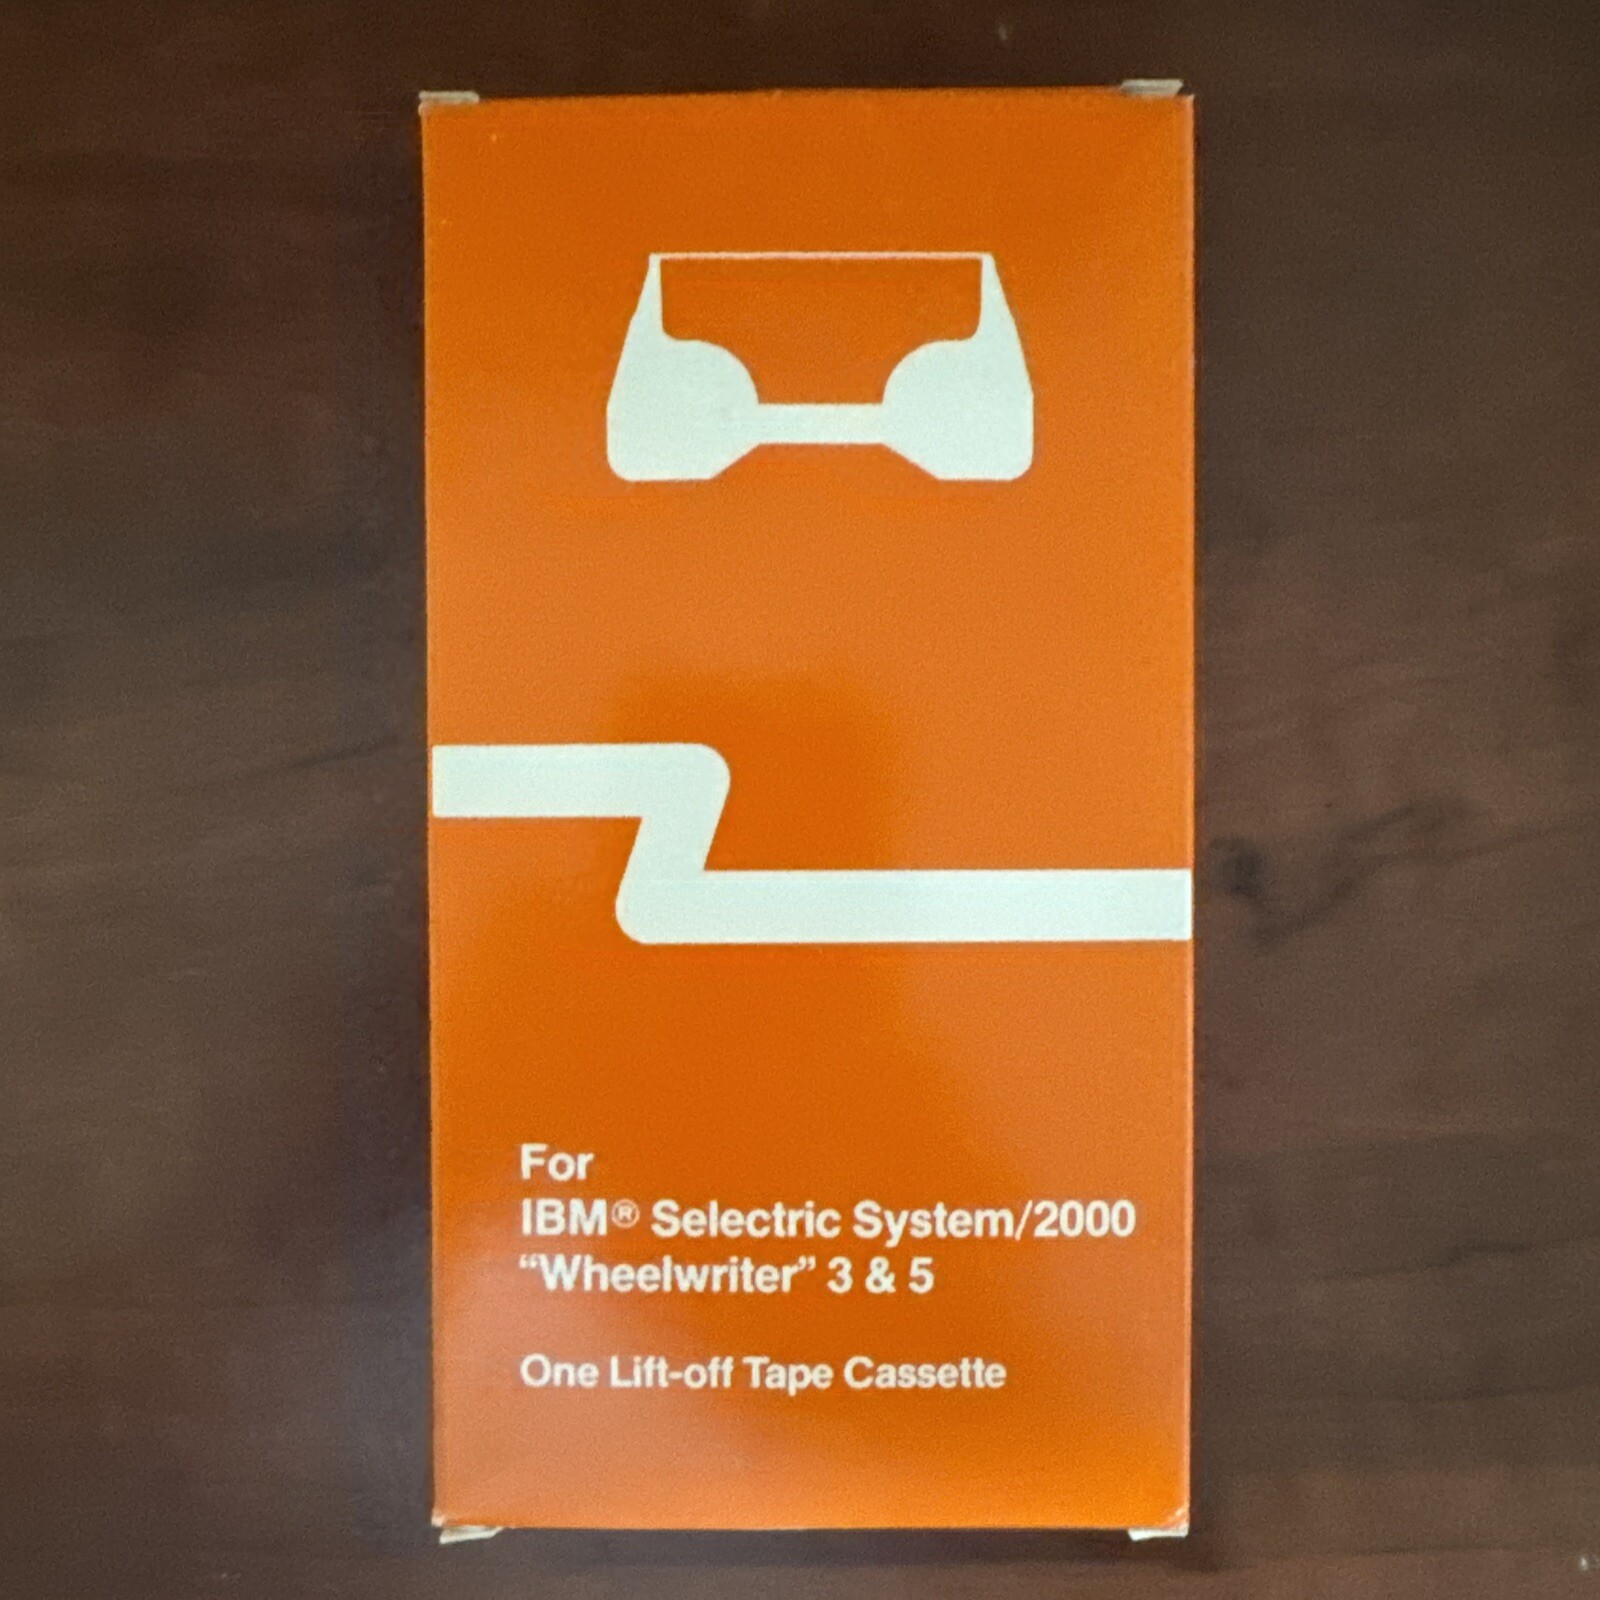 For
IBM® Selectric System/2000
“Wheelwriter” 3 & 5
One Lift-off Tape Cassette